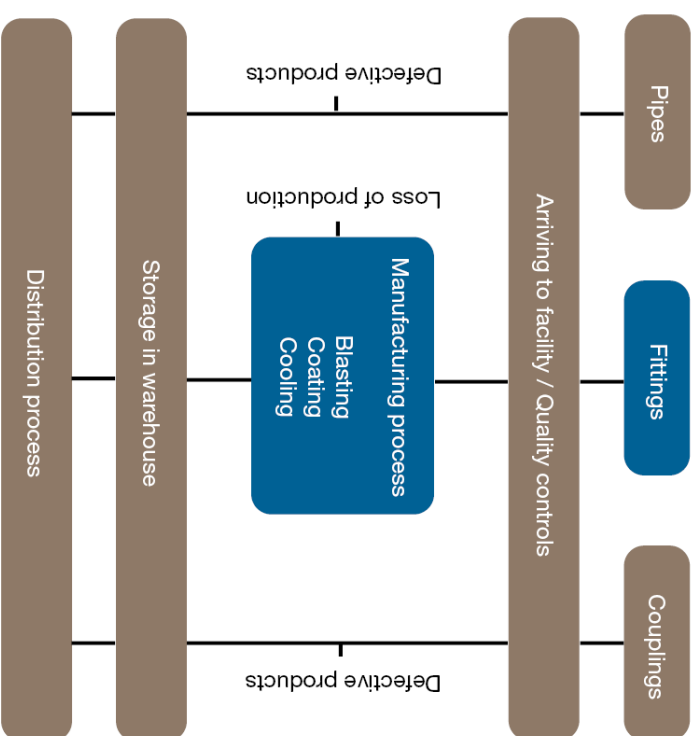 Pipes
Fittings
Couplings
Arriving to facility / Quality controls
Defective products
Loss of production
Manufacturing process
Blasting
Coating
Cooling
Defective products
Storage in warehouse
Distribution process